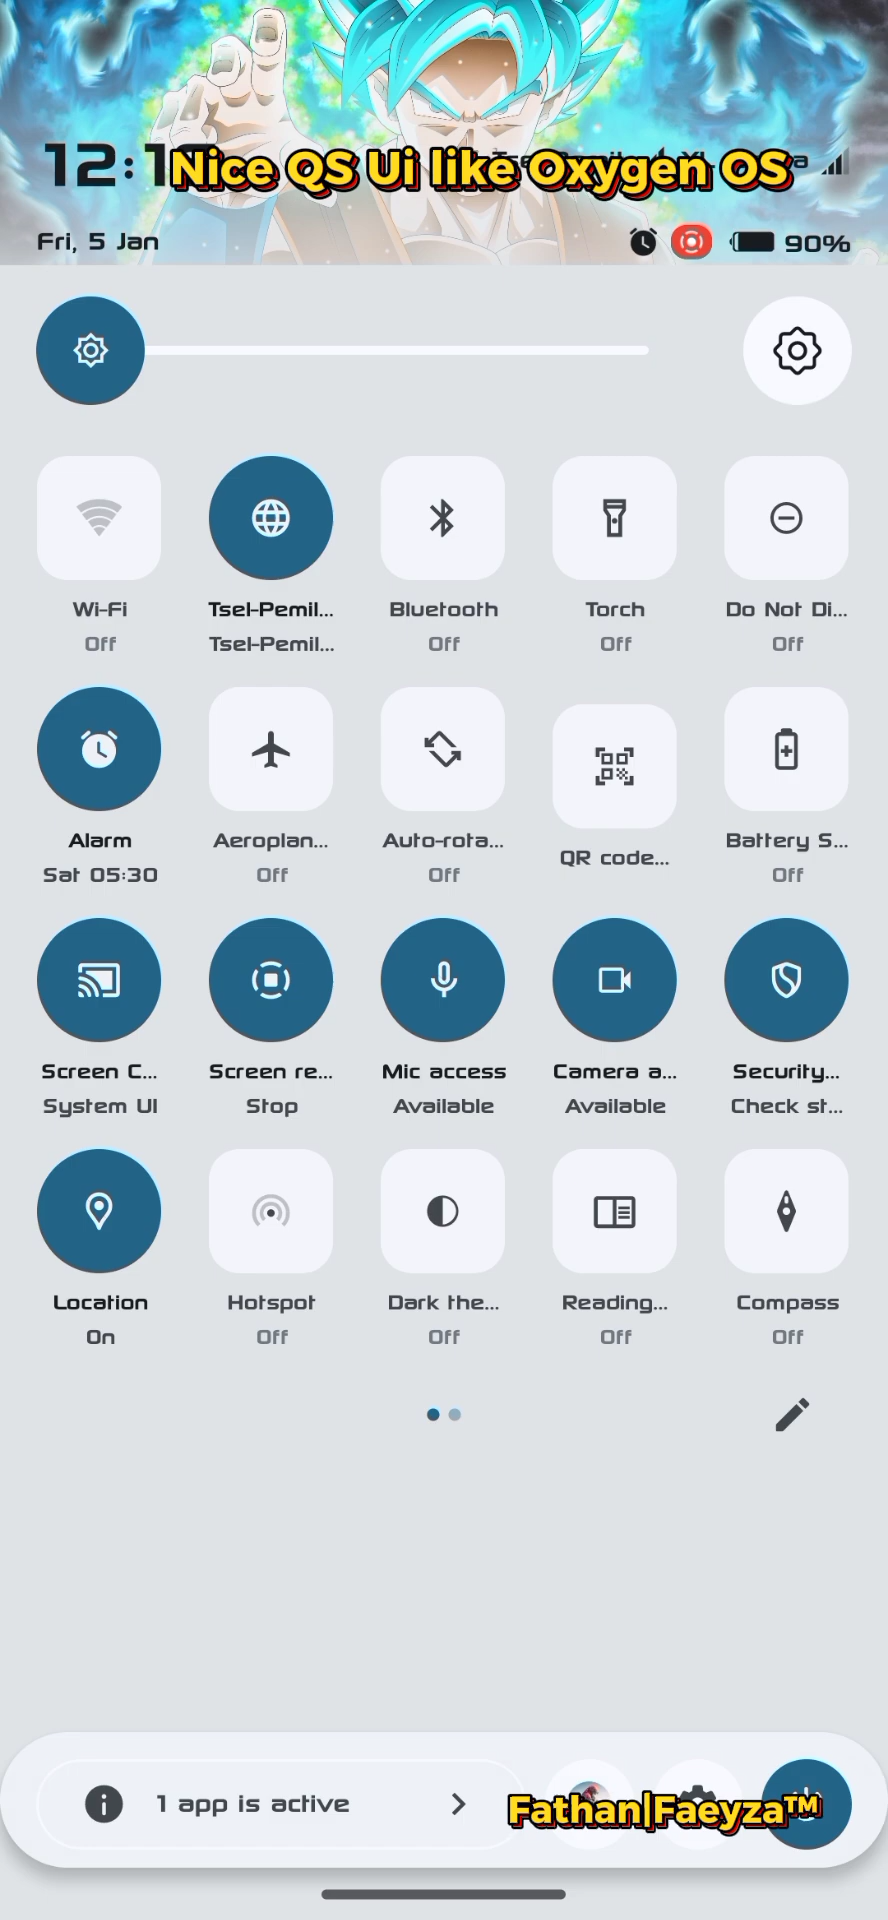 12:1
Nice QS Ui like Oxygen OS
Fri, 5 Jan
90%
Wi-Fi
Off
Tsel-Pemil...
Tsel-Pemil...
Bluetooth
Off
Torch
Off
Do Not Di...
Off
Alarm
Sat 05:30
Aeroplan...
Off
Auto-rota...
Off
QR code...
Battery S...
Off
Screen C...
System UI
Screen re...
Stop
Mic access
Available
Camera a...
Available
Security...
Check st...
Location
On
Hotspot
Off
Dark the...
Off
Reading...
Off
Compass
Off
1 app is active
Fathan|Faeyza™